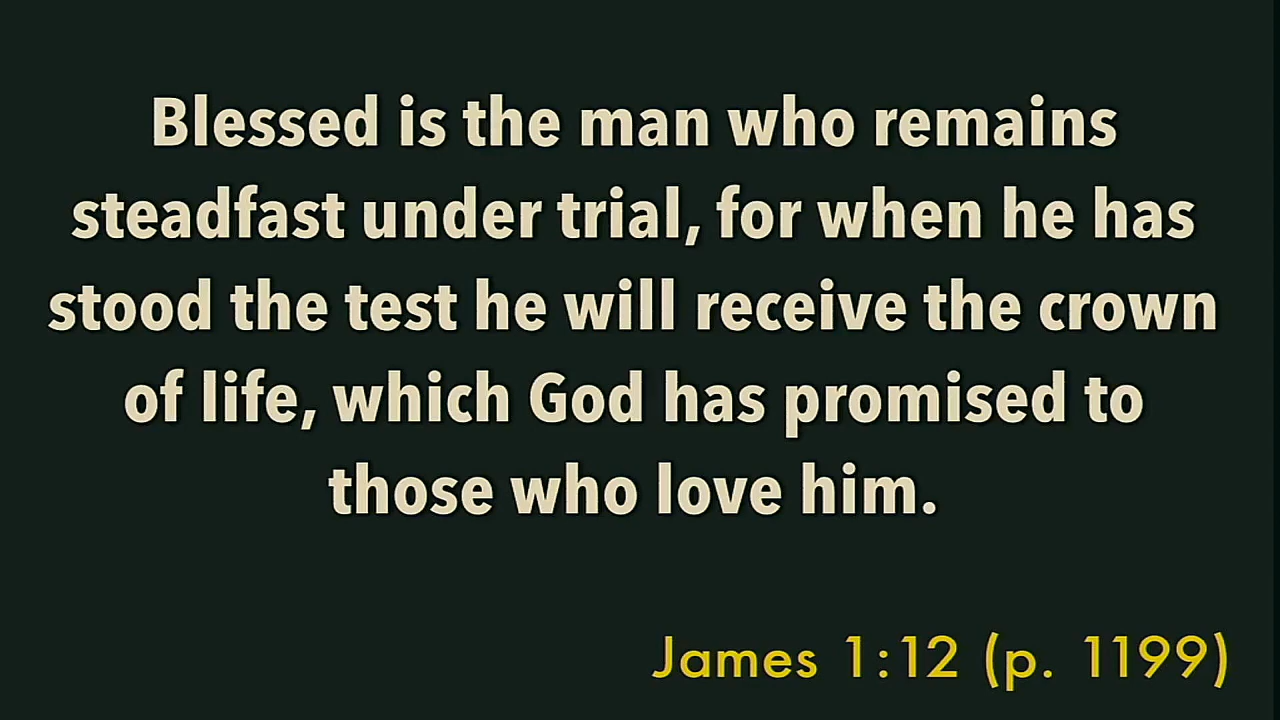 Blessed is the man who remains
steadfast under trial, for when he has
stood the test he will receive the crown
of life, which God has promised to
those who love him.
James 1:12 (p. 1199)